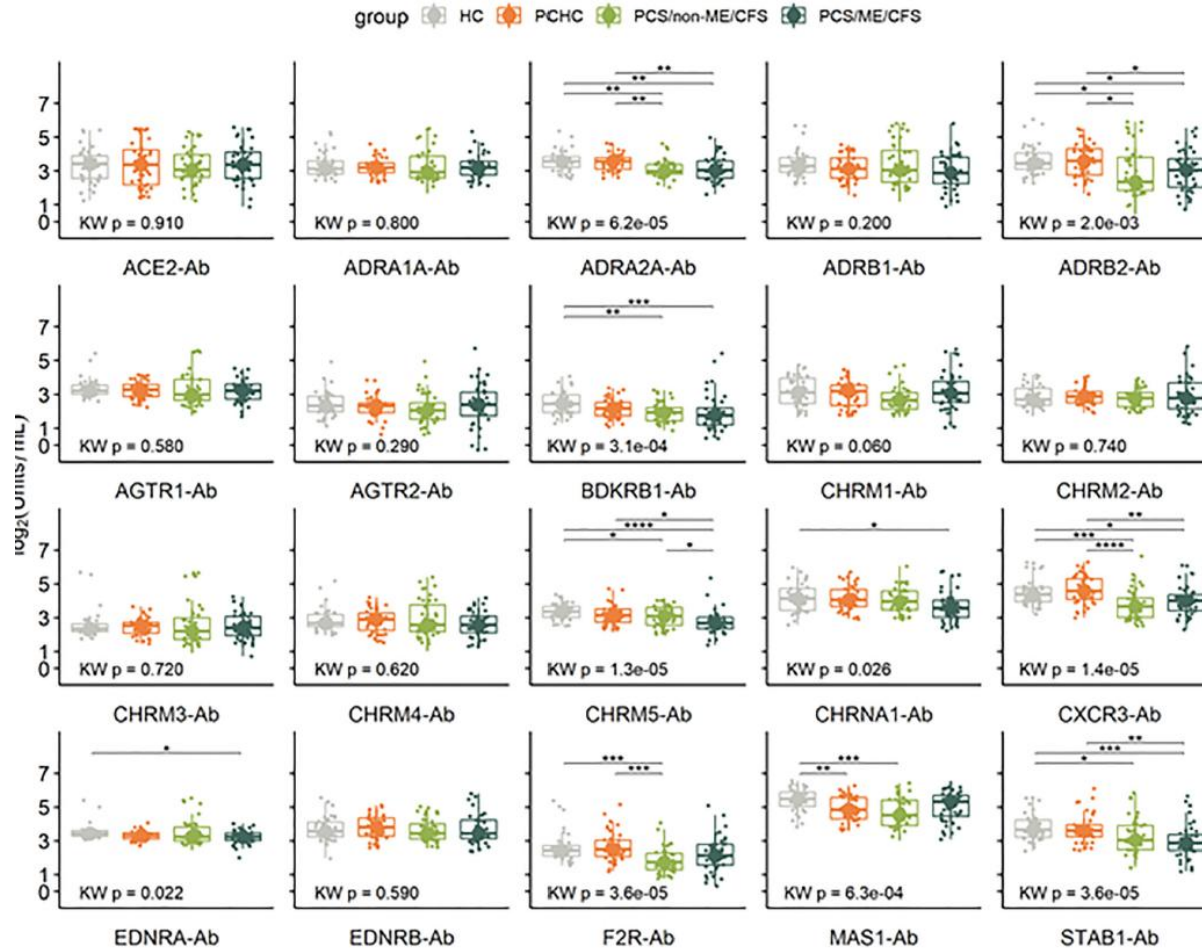 group HC PCHC PCS/non-ME/CFS PCS/ME/CFS
** * 
** *
** *
** *
7 
5
3
1
0
KW p = 0.910 KW p = 0.800 KW p = 6.2e-05 KW p = 0.200 KW p = 2.0e-03
ACE2-Ab ADRA1A-Ab ADRA2A-Ab ADRB1-Ab ADRB2-Ab
***
**
7
5
3
1
0
KW p = 0.580 KW p = 0.290 KW p = 3.1e-04 KW p = 0.060 KW p = 0.740
AGTR1-Ab AGTR2-Ab BDKRB1-Ab CHRM1-Ab CHRM2-Ab
log2(Units/ mL)
* **
**** * *
* ***
* ****
7
5
3
1
0
KW p = 0.720 KW p = 0.620 KW p = 1.3e-05 KW p = 0.026 KW p = 1.4e-05
CHRM3-Ab CHRM4-Ab CHRM5-Ab CHRNA1-Ab CXCR3-Ab
* **
*** *** ***
*** ** *
7
5
3
1
0
KW p = 0.022 KW p = 0.590 KW p = 3.6e-05 KW p = 6.3e-04 KW p = 3.6e-05
EDNRA-Ab EDNRB-Ab F2R-Ab MAS1-Ab STAB1-Ab